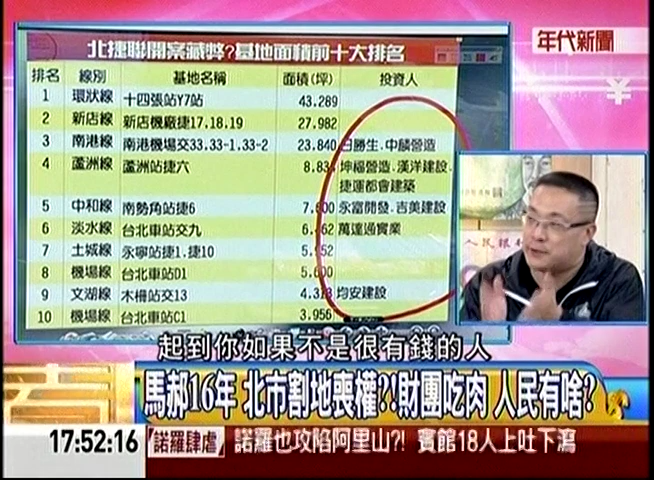 年代新聞
北捷聯開案藏弊?基地面積前十大排名
排名 線別 基地名稱 面積(坪) 投資人
1 環狀線 十四張站Y7站 43.289
2 新店線 新店機廠捷17.18.19 27.982
3 南港線 南港機場交33.33-1.33-2 23.840 日勝生.中麟營造
4 蘆洲線 蘆洲站捷六 坤福營造.漢洋建設.
捷運都會建築
5 中和線 南勢角站捷6 永富開發.吉美建設
6 淡水線 台北車站交九 萬達通實業
7 土城線 永寧站捷1.捷10
8 機場線 台北車站D1
9 文湖線 木柵站交13 均安建設
10 機場線 台北車站C1 3.956
人民銀行
起到你如果不是很有錢的人
馬郝16年 北市割地喪權?!財團吃肉 人民有啥?
17:52:16 諾羅肆虐 諾羅也攻陷阿里山?! 賓館18人上吐下瀉